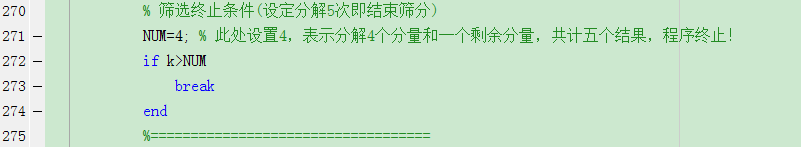 270 % 筛选终止条件(设定分解5次即结束筛分)
271 — NUM=4; % 此处设置4，表示分解4个分量和一个剩余分量，共计五个结果，程序终止！
272 — if k>NUM
273 — break
274 — end
275 %===================================